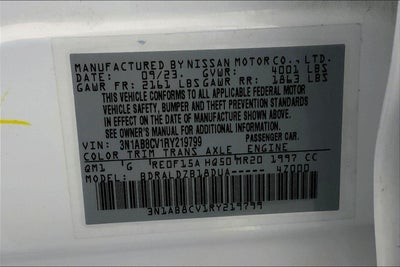 MANUFACTURED BY NISSAN MOTOR CO., LTD.
DATE: 09/23 GVWR: 4001 LBS
GAWR FR: 2161 LBS GAWR RR: 1863 LBS
THIS VEHICLE CONFORMS TO ALL APPLICABLE FEDERAL MOTOR
VEHICLE SAFETY, BUMPER AND THEFT PREVENTION STANDARDS
IN EFFECT ON THE DATE OF MANUFACTURE SHOWN ABOVE.
SEE OWNER'S MANUAL FOR ADDITIONAL INFORMATION.
VIN: 3N1AB8CV1RY219799 PASSENGER CAR
COLOR TRIM TRANS AXLE ENGINE
QM1 G RE0F15A HQ50 MR20 1997 CC
MODEL: BDRALDZB18DUA----- 4Z000
3N1AB8CV1RY219799